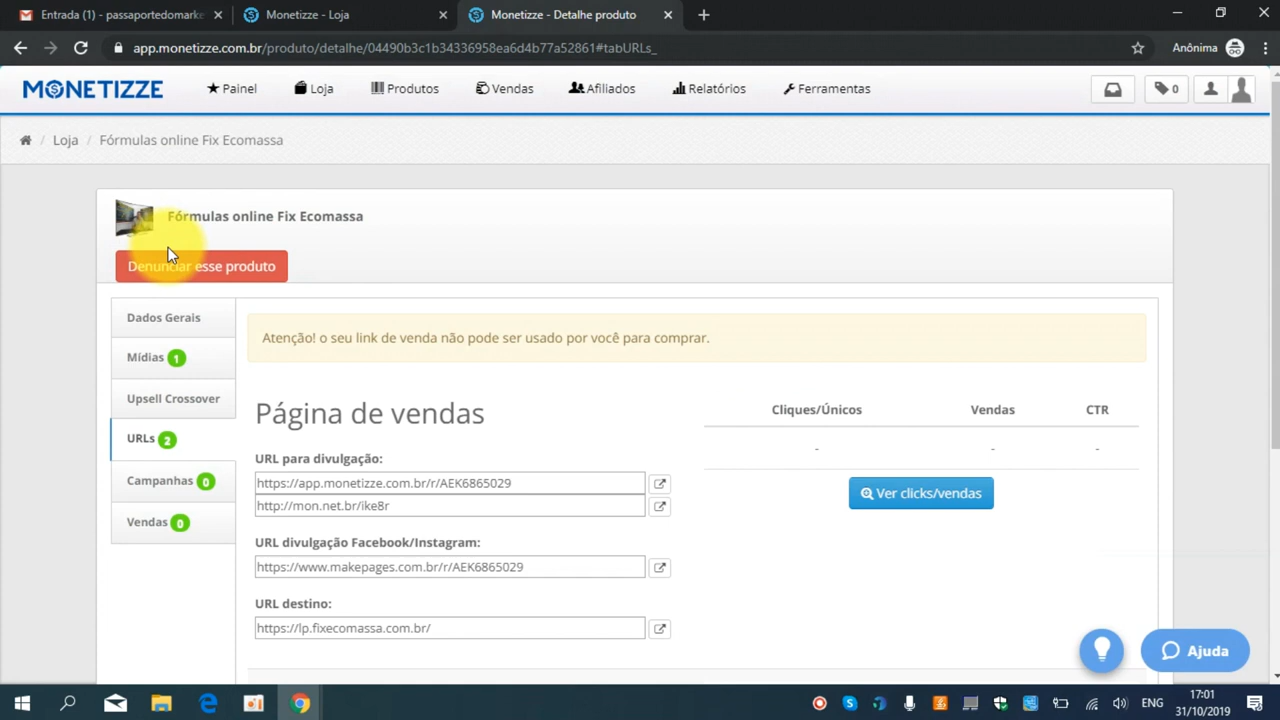 Entrada (1) - passaportedomarke
Monetizze - Loja
Monetizze - Detalhe produto
app.monetizze.com.br/produto/detalhe/04490b3c1b34336958ea6d4b77a52861#tabURLs_
Anônima
MONETIZZE
Painel Loja Produtos Vendas Afiliados Relatórios Ferramentas 0
/ Loja / Fórmulas online Fix Ecomassa
Fórmulas online Fix Ecomassa
Denunciar esse produto
Dados Gerais
Mídias 1
Upsell Crossover
URLs 2
Campanhas 0
Vendas 0
Atenção! o seu link de venda não pode ser usado por você para comprar.
Página de vendas
Cliques/Únicos Vendas CTR
- - -
Ver clicks/vendas
URL para divulgação:
https://app.monetizze.com.br/r/AEK6865029
http://mon.net.br/ike8r
URL divulgação Facebook/Instagram:
https://www.makepages.com.br/r/AEK6865029
URL destino:
https://lp.fixecomassa.com.br/
Ajuda
ENG
17:01
31/10/2019